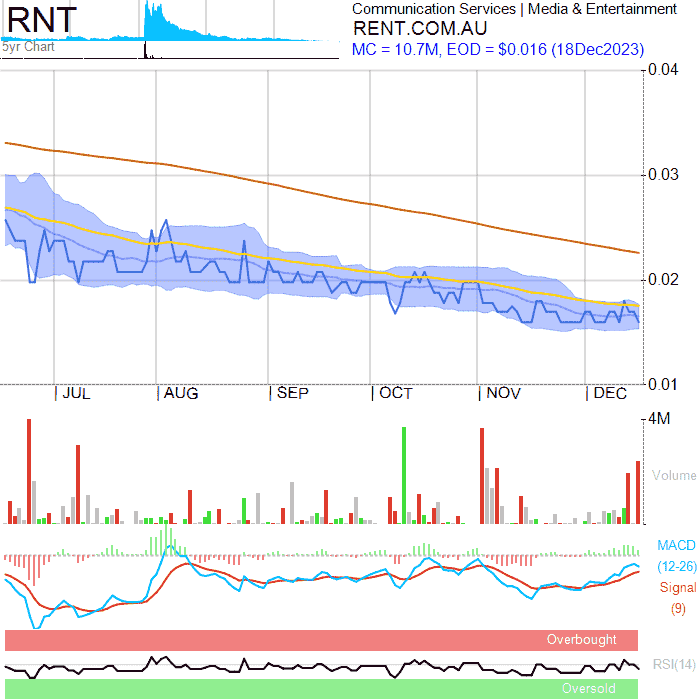 RNT
5yr Chart
Communication Services | Media & Entertainment
RENT.COM.AU
MC = 10.7M, EOD = $0.016 (18Dec2023)
0.04
0.03
0.02
0.01
JUL AUG SEP OCT NOV DEC
4M
Volume
MACD
(12-26)
Signal
(9)
Overbought
RSI(14)
Oversold